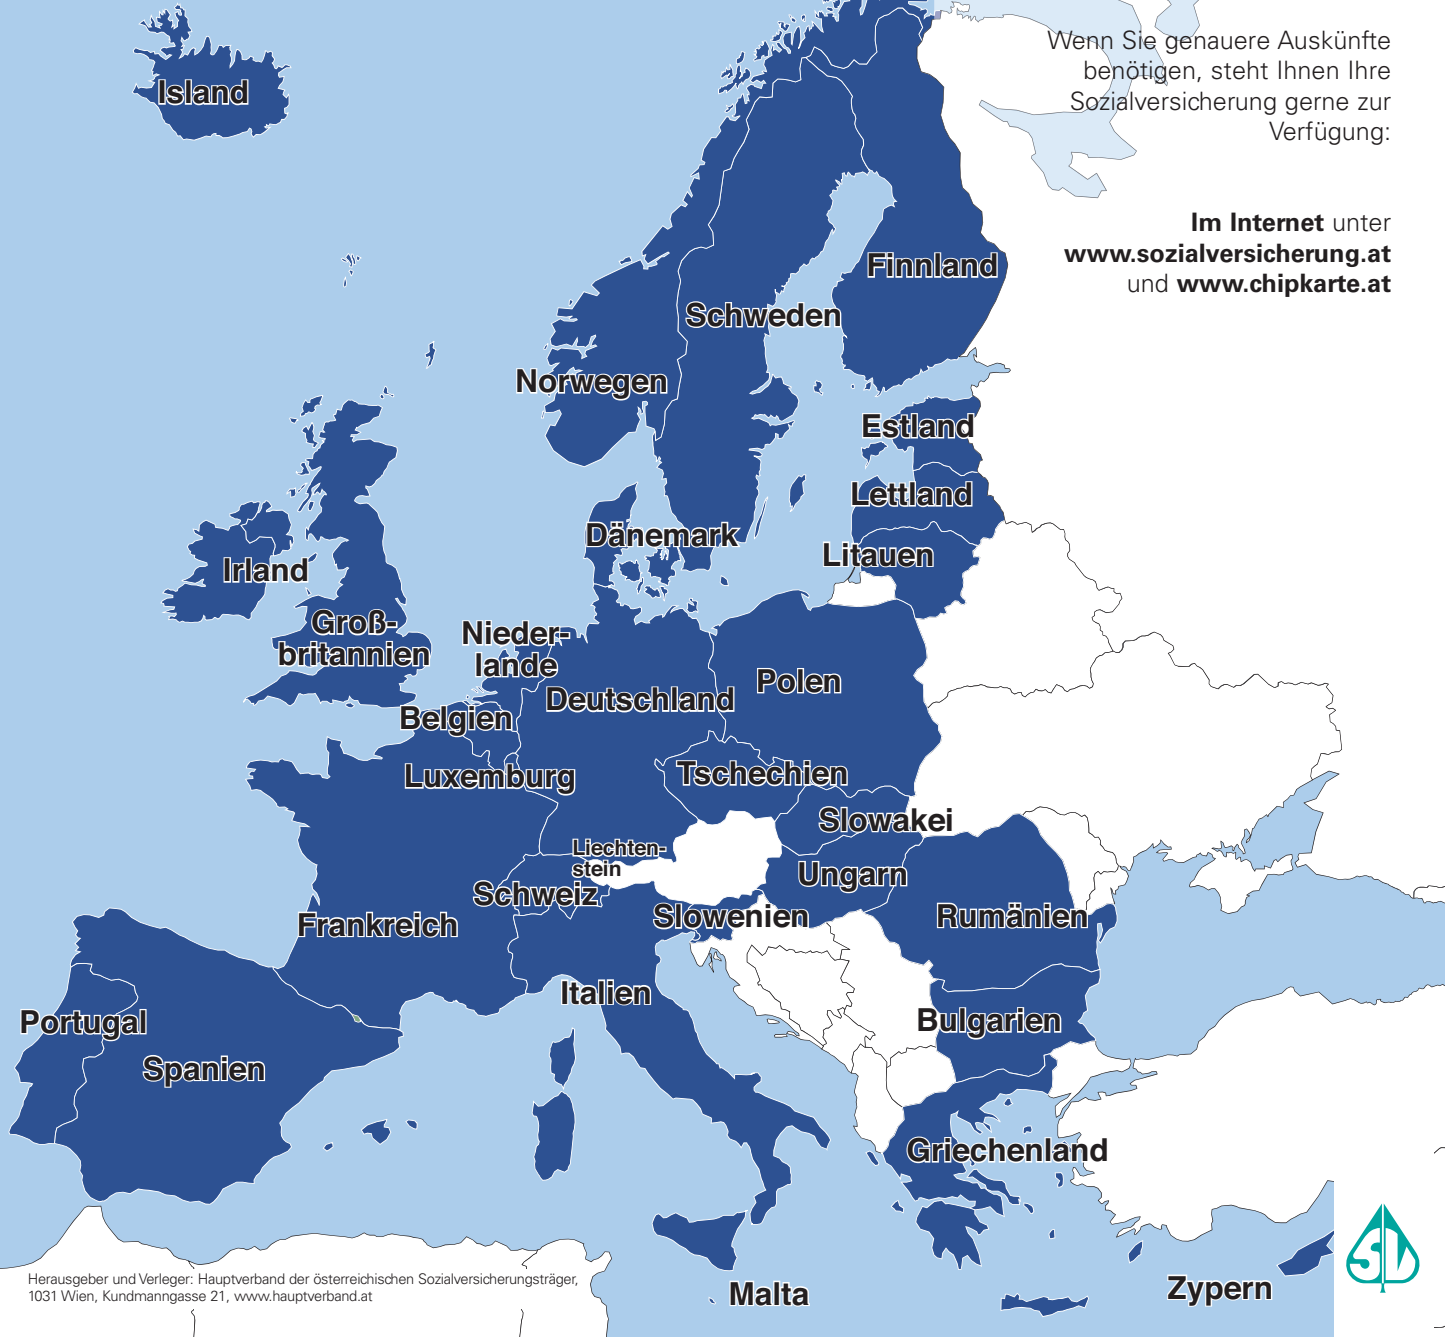 Wenn Sie genauere Auskünfte
benötigen, steht Ihnen Ihre
Sozialversicherung gerne zur
Verfügung:
Im Internet unter
www.sozialversicherung.at
und www.chipkarte.at
Island
Finnland
Schweden
Norwegen
Estland
Lettland
Dänemark
Litauen
Irland
Groß-
britannien
Nieder-
lande
Polen
Deutschland
Belgien
Tschechien
Luxemburg
Slowakei
Liechten-
stein
Ungarn
Schweiz
Slowenien
Rumänien
Frankreich
Italien
Portugal
Bulgarien
Spanien
Griechenland
Malta
Zypern
Herausgeber und Verleger: Hauptverband der österreichischen Sozialversicherungsträger,
1031 Wien, Kundmanngasse 21, www.hauptverband.at
SV